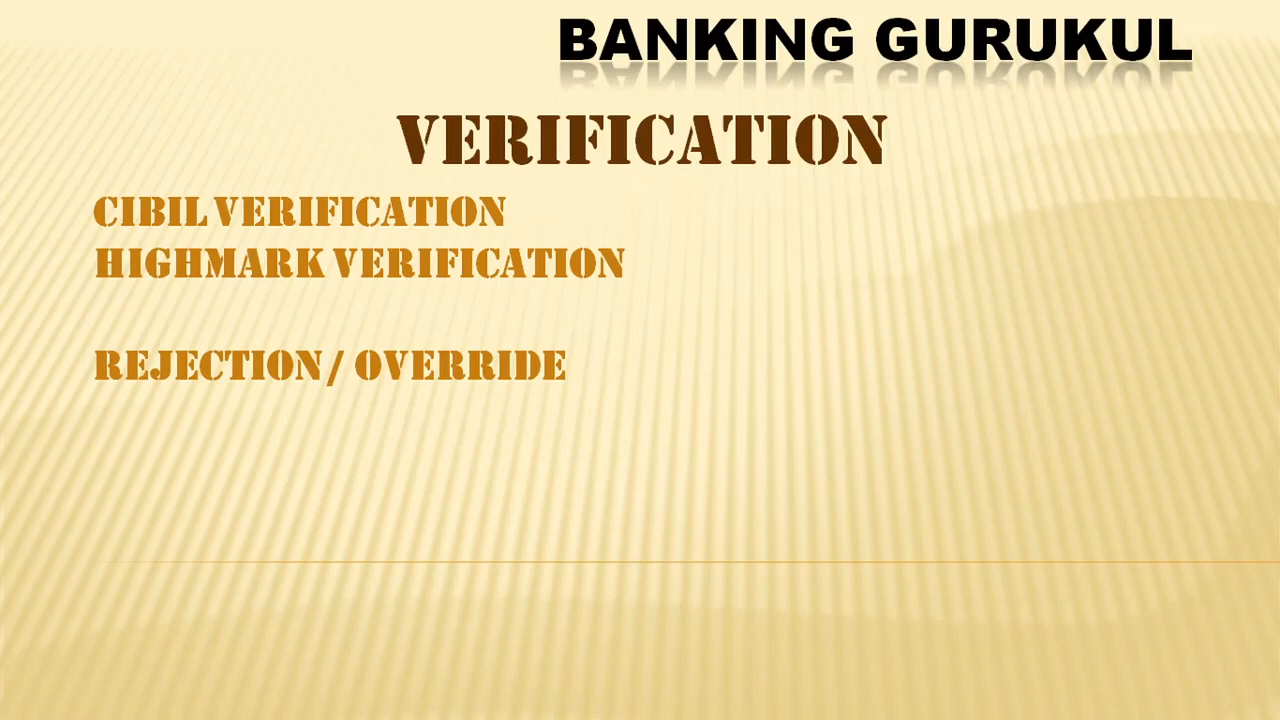 BANKING GURUKUL
VERIFICATION
CIBIL VERIFICATION
HIGHMARK VERIFICATION
REJECTION/ OVERRIDE